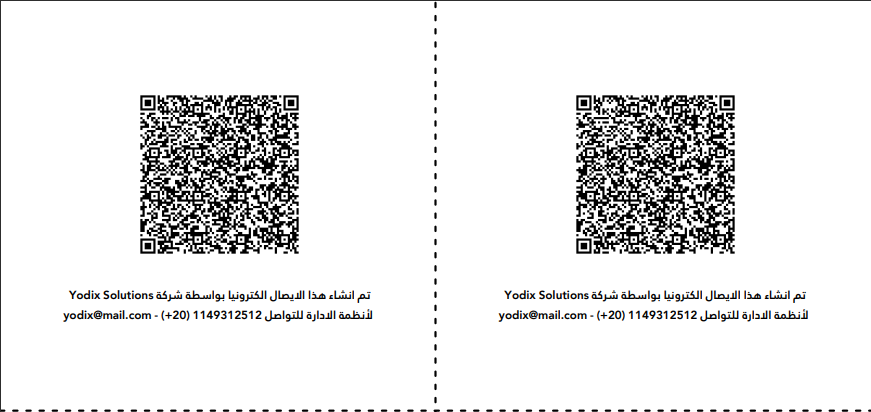 تم انشاء هذا الايصال الكترونيا بواسطة شركة Yodix Solutions
لأنظمة الادارة للتواصل 1149312512 (20+) - yodix@mail.com
تم انشاء هذا الايصال الكترونيا بواسطة شركة Yodix Solutions
لأنظمة الادارة للتواصل 1149312512 (20+) - yodix@mail.com